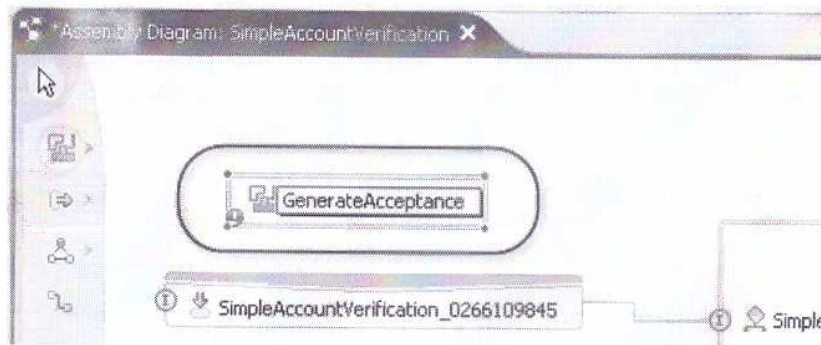 *Assembly Diagram: SimpleAccountVerification
GenerateAcceptance
SimpleAccountVerification_0266109845
Simple